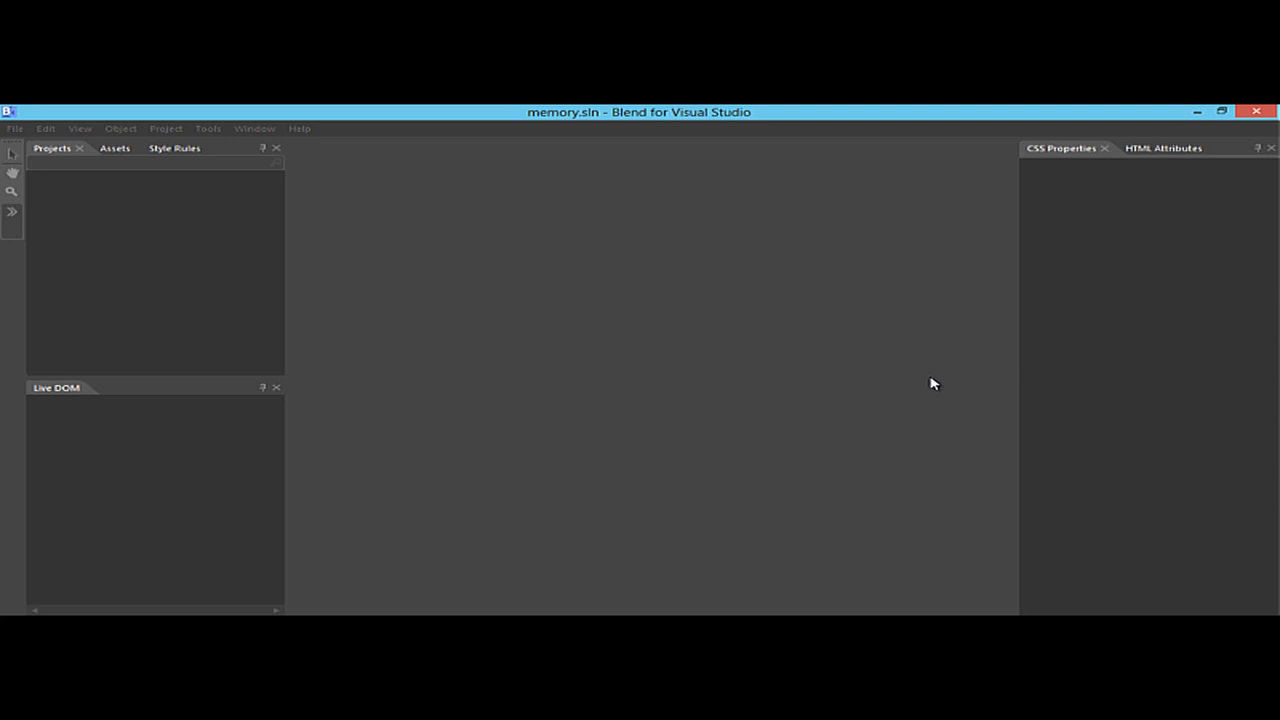 memory.sln - Blend for Visual Studio
File Edit View Object Project Tools Window Help
Projects Assets Style Rules
CSS Properties HTML Attributes
Live DOM